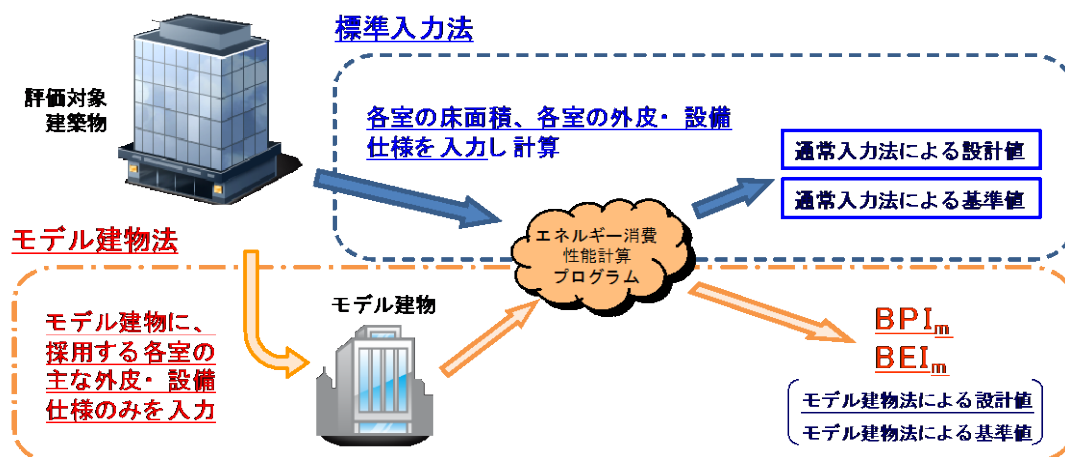 標準入力法
評価対象
建築物
各室の床面積、各室の外皮・設備
仕様を入力し計算
通常入力法による設計値
通常入力法による基準値
エネルギー消費
性能計算
プログラム
モデル建物法
モデル建物に、
採用する各室の
主な外皮・設備
仕様のみを入力
モデル建物
BPIm
BEIm
モデル建物法による設計値
モデル建物法による基準値